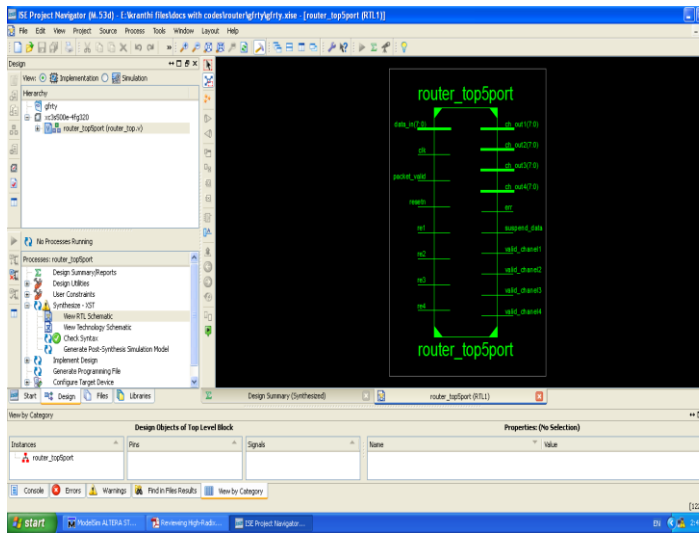 ISE Project Navigator (M.53d) - E:\kranthi files\docs with codes\router\gfrty\gfrty.xise - [router_top5port (RTL1)]
File Edit View Project Source Process Tools Window Layout Help
Design
View: Implementation Simulation
Hierarchy
gfrty
xc3s500e-4fg320
router_top5port (router_top.v)
No Processes Running
Processes: router_top5port
Design Summary/Reports
Design Utilities
User Constraints
Synthesize - XST
View RTL Schematic
View Technology Schematic
Check Syntax
Generate Post-Synthesis Simulation Model
Implement Design
Generate Programming File
Configure Target Device
Start Design Files Libraries
router_top5port
data_in(7:0) ch_out1(7:0)
clk ch_out2(7:0)
packet_valid ch_out3(7:0)
resetn ch_out4(7:0)
err
re1 suspend_data
re2 valid_chanel1
valid_chanel2
re3 valid_chanel3
re4 valid_chanel4
router_top5port
Design Summary (Synthesized) router_top5port (RTL1)
View by Category
Design Objects of Top Level Block Properties: (No Selection)
Instances Pins Signals Name Value
router_top5port
Console Errors Warnings Find in Files Results View by Category
start ModelSim ALTERA ST... Reviewing High-Radix... ISE Project Navigator... EN